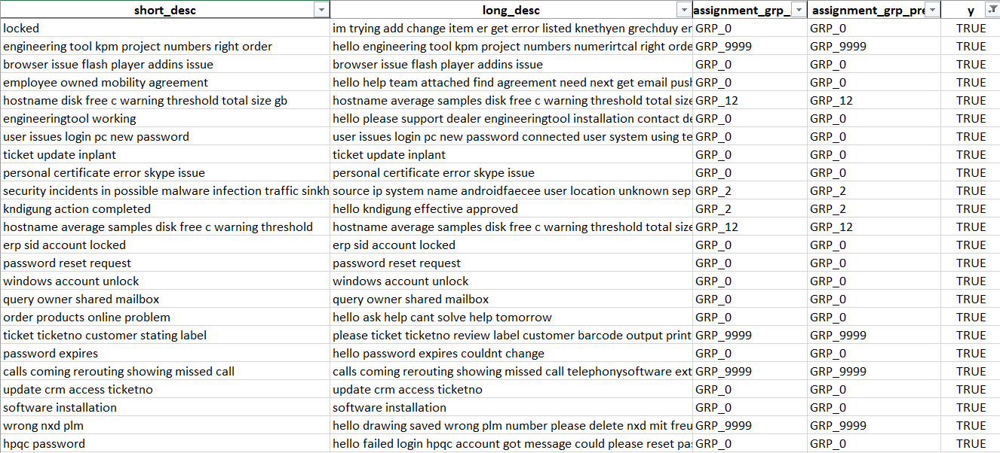 short_desc long_desc assignment_grp_ assignment_grp_pre y
locked im trying add change item er get error listed knethyen grechduy er GRP_0 GRP_0 TRUE
engineering tool kpm project numbers right order hello engineering tool kpm project numbers numerirtcal right orde GRP_9999 GRP_9999 TRUE
browser issue flash player addins issue browser issue flash player addins issue GRP_0 GRP_0 TRUE
employee owned mobility agreement hello help team attached find agreement need next get email push GRP_0 GRP_0 TRUE
hostname disk free c warning threshold total size gb hostname average samples disk free c warning threshold total size GRP_12 GRP_12 TRUE
engineeringtool working hello please support dealer engineeringtool installation contact de GRP_0 GRP_0 TRUE
user issues login pc new password user issues login pc new password connected user system using te GRP_0 GRP_0 TRUE
ticket update inplant ticket update inplant GRP_0 GRP_0 TRUE
personal certificate error skype issue personal certificate error skype issue GRP_0 GRP_0 TRUE
security incidents in possible malware infection traffic sinkh source ip system name androidfaecee user location unknown sep GRP_2 GRP_2 TRUE
kndigung action completed hello kndigung effective approved GRP_2 GRP_2 TRUE
hostname average samples disk free c warning threshold hostname average samples disk free c warning threshold total size GRP_12 GRP_12 TRUE
erp sid account locked erp sid account locked GRP_0 GRP_0 TRUE
password reset request password reset request GRP_0 GRP_0 TRUE
windows account unlock windows account unlock GRP_0 GRP_0 TRUE
query owner shared mailbox query owner shared mailbox GRP_0 GRP_0 TRUE
order products online problem hello ask help cant solve help tomorrow GRP_0 GRP_0 TRUE
ticket ticketno customer stating label please ticket ticketno review label customer barcode output print GRP_9999 GRP_9999 TRUE
password expires hello password expires couldnt change GRP_0 GRP_0 TRUE
calls coming rerouting showing missed call calls coming rerouting showing missed call telephonysoftware ext GRP_9999 GRP_9999 TRUE
update crm access ticketno update crm access ticketno GRP_0 GRP_0 TRUE
software installation software installation GRP_0 GRP_0 TRUE
wrong nxd plm hello drawing saved wrong plm number please delete nxd mit freu GRP_9999 GRP_9999 TRUE
hpqc password hello failed login hpqc account got message could please reset pas GRP_0 GRP_0 TRUE